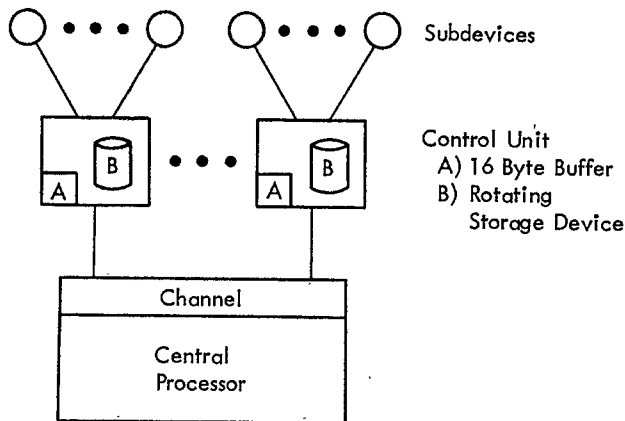 Subdevices
B
A
B
A
Control Unit
A) 16 Byte Buffer
B) Rotating
Storage Device
Channel
Central
Processor